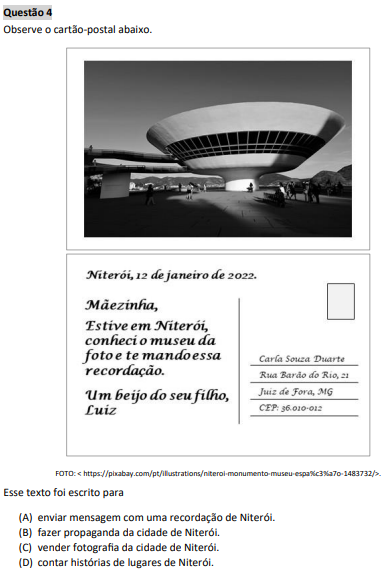 Questão 4
Observe o cartão-postal abaixo.
Niterói, 12 de janeiro de 2022.
Mãezinha,
Estive em Niterói,
conheci o museu da
foto e te mando essa
recordação.
Um beijo do seu filho,
Luiz
Carla Souza Duarte
Rua Barão do Rio, 21
Juiz de Fora, MG
CEP: 36.010-012
FOTO: < https://pixabay.com/pt/illustrations/niteroi-monumento-museu-espa%c3%a7o-1483732/>.
Esse texto foi escrito para
(A) enviar mensagem com uma recordação de Niterói.
(B) fazer propaganda da cidade de Niterói.
(C) vender fotografia da cidade de Niterói.
(D) contar histórias de lugares de Niterói.